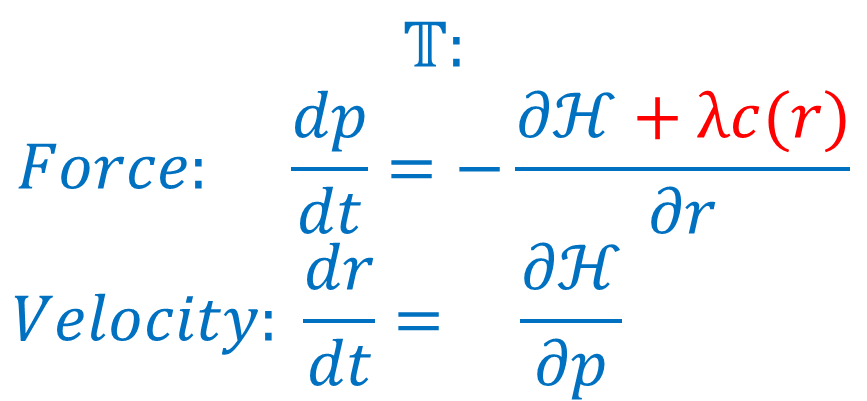 𝕋:
Force: dp/dt = − ∂ℋ + λc(r)/∂r
Velocity: dr/dt = ∂ℋ/∂p